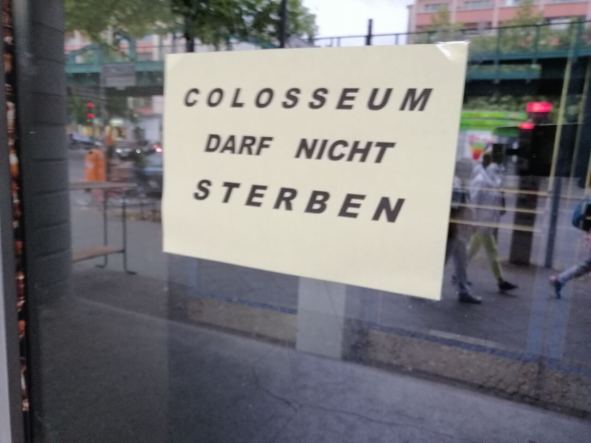 COLOSSEUM
DARF NICHT
STERBEN